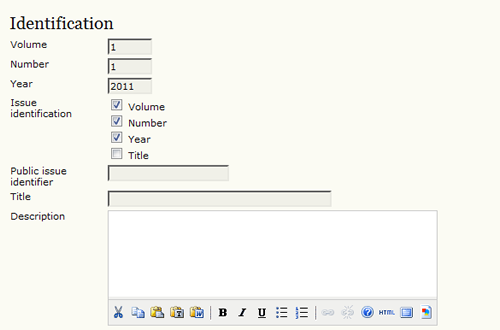 Identification
Volume 1
Number 1
Year 2011
Issue identification Volume
Number
Year
Title
Public issue identifier
Title
Description
B I U HTML